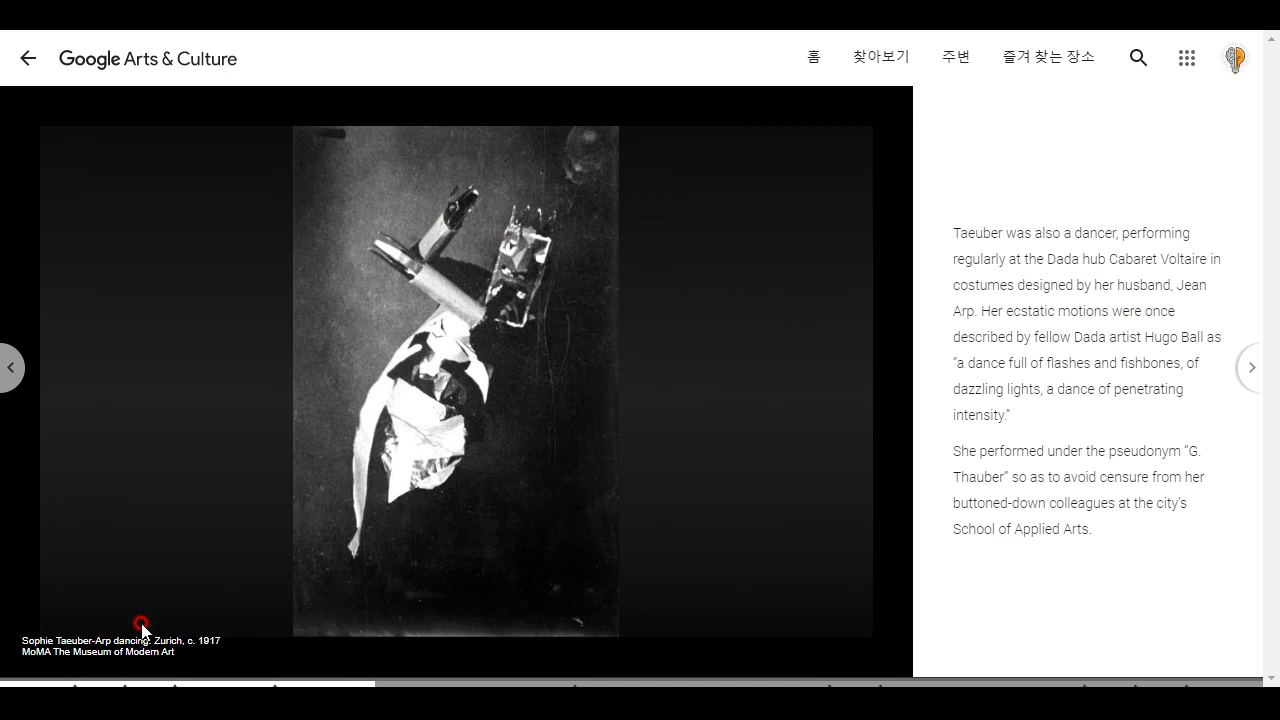 Google Arts & Culture
홈 찾아보기 주변 즐겨 찾는 장소
Taeuber was also a dancer, performing
regularly at the Dada hub Cabaret Voltaire in
costumes designed by her husband, Jean
Arp. Her ecstatic motions were once
described by fellow Dada artist Hugo Ball as
“a dance full of flashes and fishbones, of
dazzling lights, a dance of penetrating
intensity.”
She performed under the pseudonym “G.
Thauber” so as to avoid censure from her
buttoned-down colleagues at the city’s
School of Applied Arts.
Sophie Taeuber-Arp dancing. Zurich, c. 1917
MoMA The Museum of Modern Art